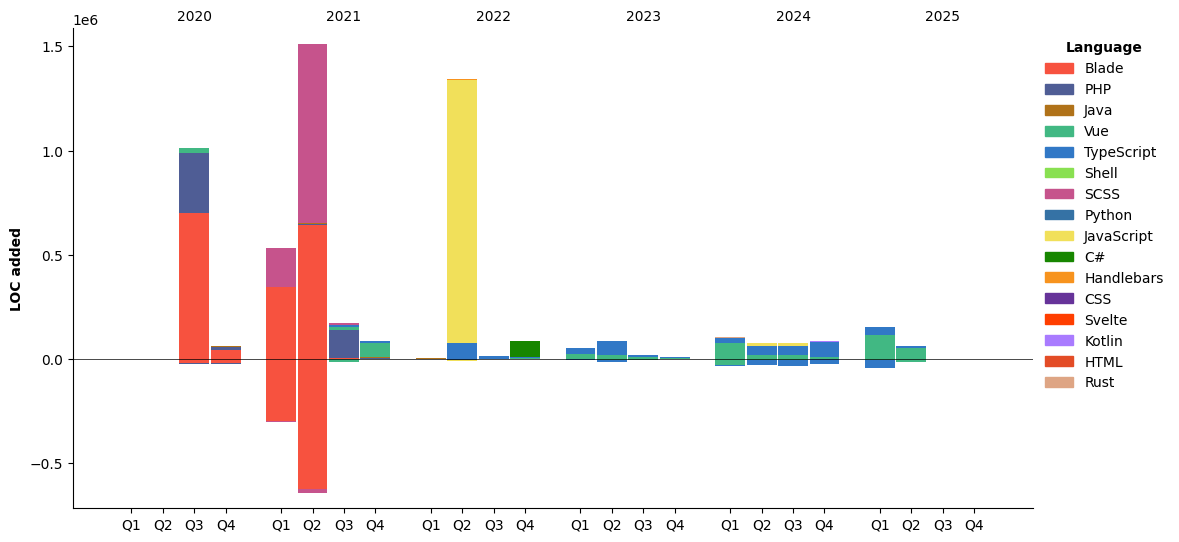 1e6
2020 2021 2022 2023 2024 2025
LOC added
1.5
1.0
0.5
0.0
−0.5
Q1 Q2 Q3 Q4 Q1 Q2 Q3 Q4 Q1 Q2 Q3 Q4 Q1 Q2 Q3 Q4 Q1 Q2 Q3 Q4 Q1 Q2 Q3 Q4
Language
Blade
PHP
Java
Vue
TypeScript
Shell
SCSS
Python
JavaScript
C#
Handlebars
CSS
Svelte
Kotlin
HTML
Rust